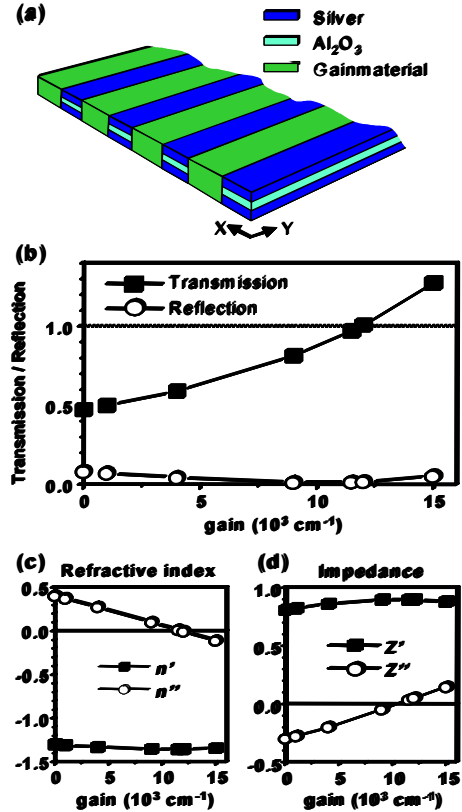 (a)
Silver
Al₂O₃
Gainmaterial
X Y
(b)
Transmission
Reflection
Transmission / Reflection
1.0
0.5
0.0
0 5 10 15
gain (10³ cm⁻¹)
(c) Refractive index
0.5
0.0
-0.5
-1.0
-1.5
n'
n''
0 5 10 15
gain (10³ cm⁻¹)
(d) Impedance
1.0
0.5
0.0
-0.5
Z'
Z''
0 5 10 15
gain (10³ cm⁻¹)